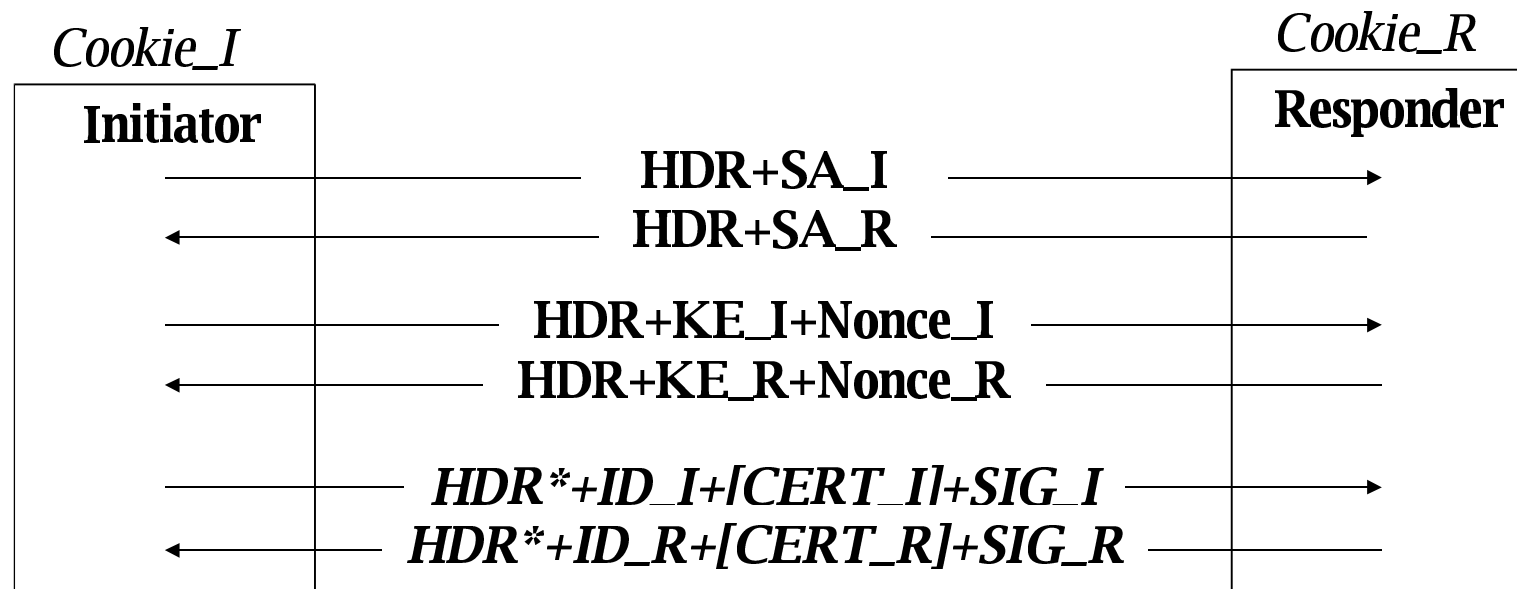 Cookie_I
Cookie_R
Initiator
Responder
HDR+SA_I
HDR+SA_R
HDR+KE_I+Nonce_I
HDR+KE_R+Nonce_R
HDR*+ID_I+[CERT_I]+SIG_I
HDR*+ID_R+[CERT_R]+SIG_R